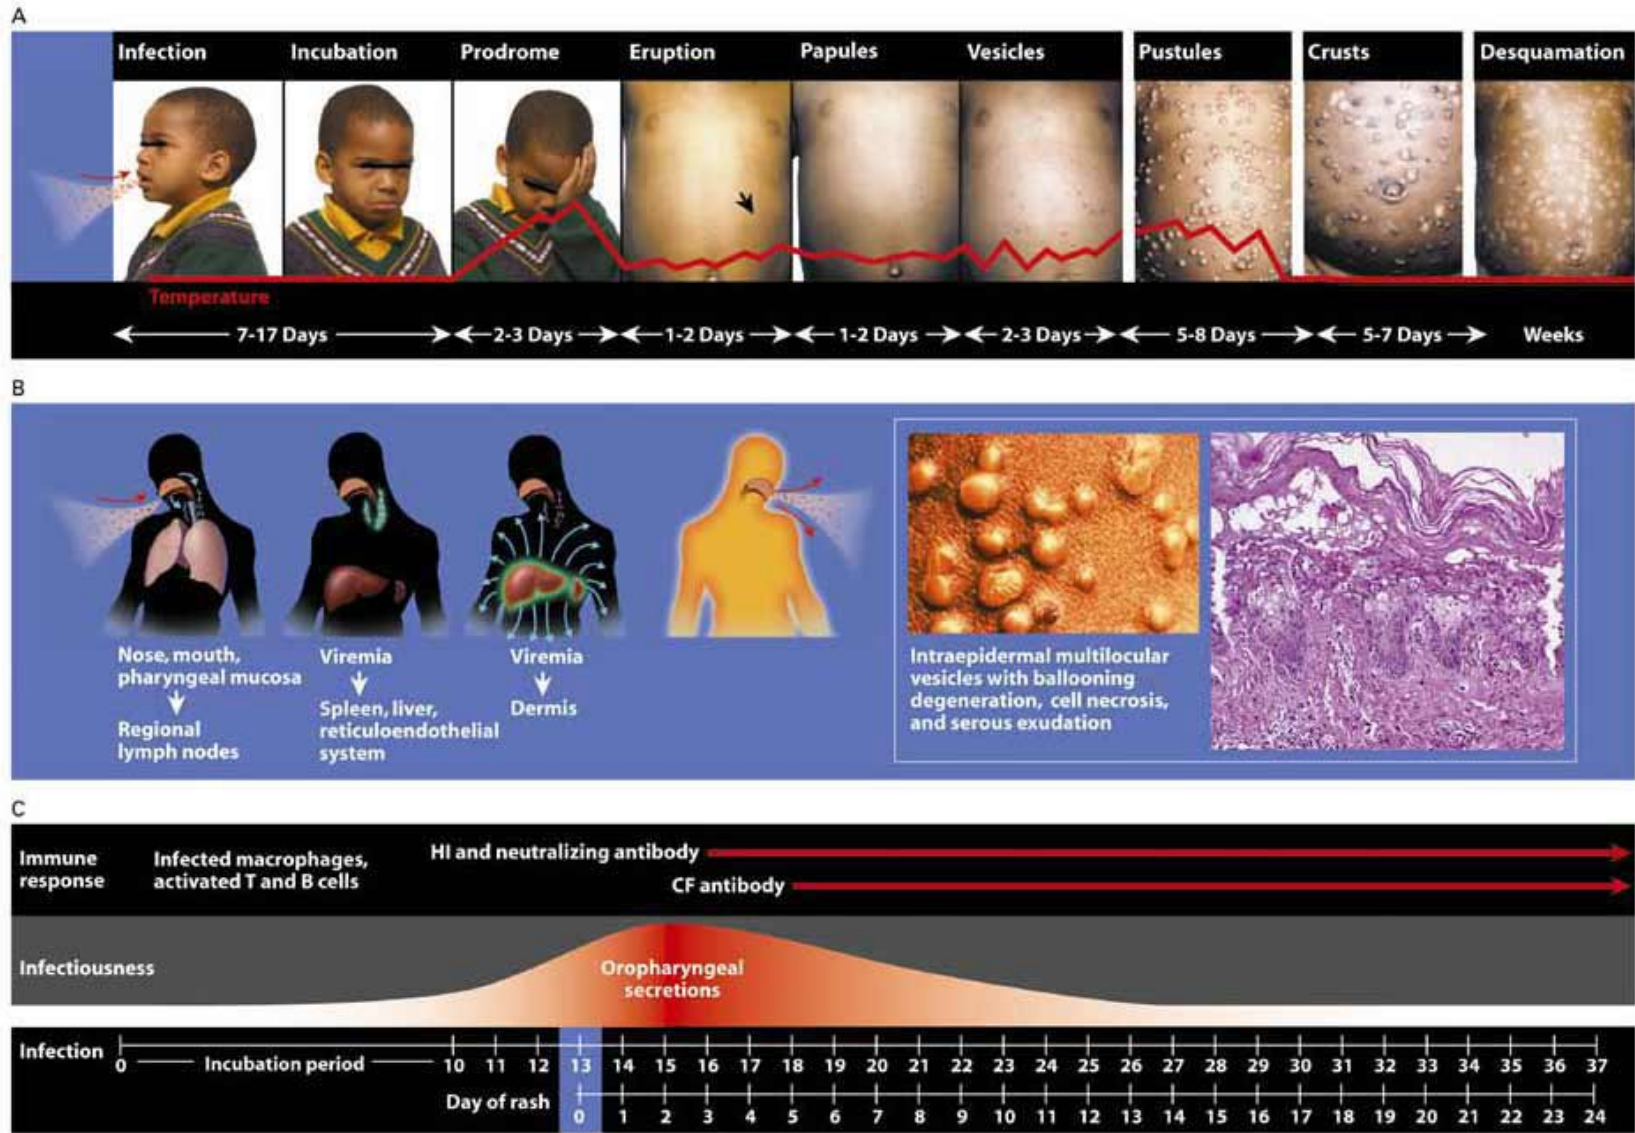 A
Infection Incubation Prodrome Eruption Papules Vesicles Pustules Crusts Desquamation
Temperature
7-17 Days 2-3 Days 1-2 Days 1-2 Days 2-3 Days 5-8 Days 5-7 Days Weeks
B
Nose, mouth,
pharyngeal mucosa
Regional
lymph nodes
Viremia
Spleen, liver,
reticuloendothelial
system
Viremia
Dermis
Intraepidermal multilocular
vesicles with ballooning
degeneration, cell necrosis,
and serous exudation
C
Immune
response
Infected macrophages,
activated T and B cells
HI and neutralizing antibody
CF antibody
Infectiousness
Oropharyngeal
secretions
Infection
0 Incubation period 10 11 12 13 14 15 16 17 18 19 20 21 22 23 24 25 26 27 28 29 30 31 32 33 34 35 36 37
Day of rash
0 1 2 3 4 5 6 7 8 9 10 11 12 13 14 15 16 17 18 19 20 21 22 23 24